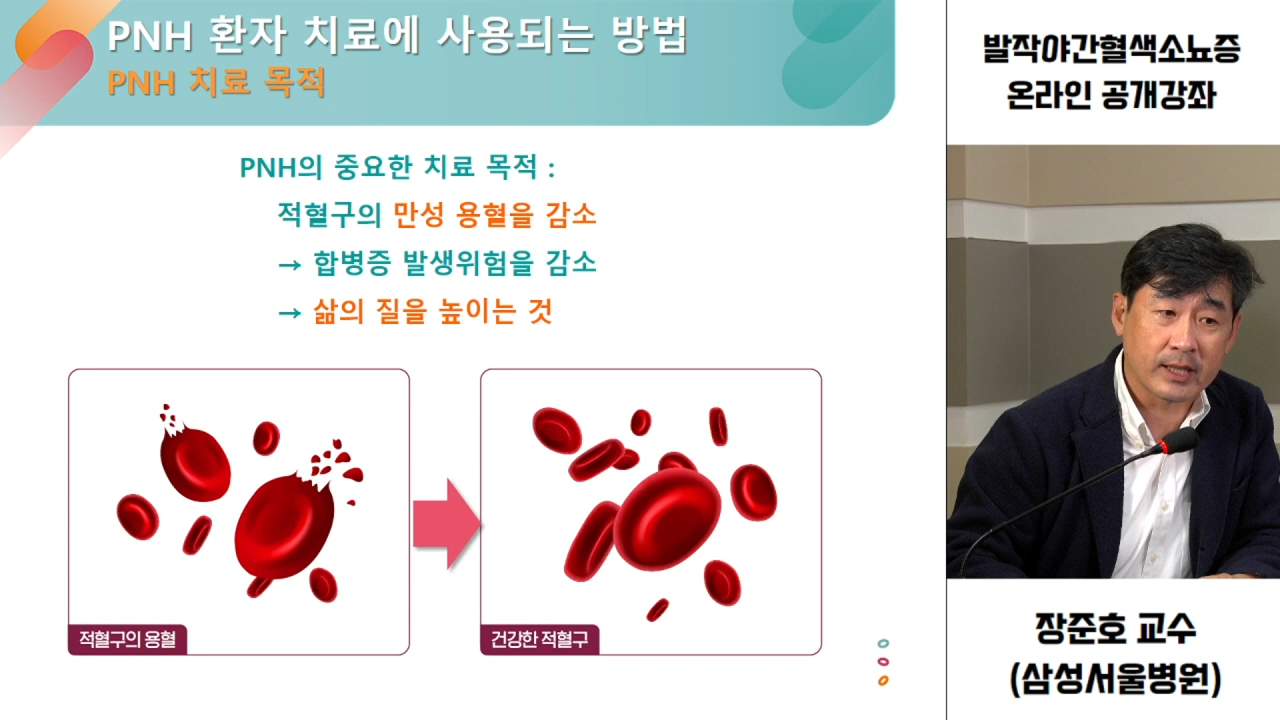 PNH 환자 치료에 사용되는 방법
PNH 치료 목적
PNH의 중요한 치료 목적 :
적혈구의 만성 용혈을 감소
→ 합병증 발생위험을 감소
→ 삶의 질을 높이는 것
적혈구의 용혈
건강한 적혈구
발작야간혈색소뇨증
온라인 공개강좌
장준호 교수
(삼성서울병원)